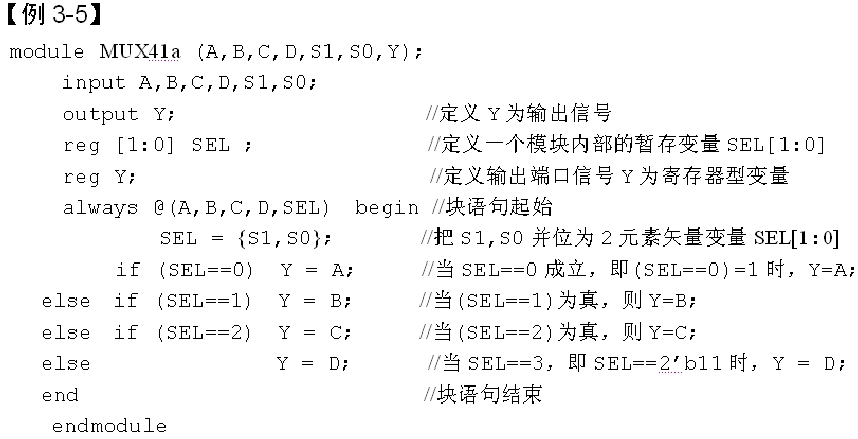 【例 3-5】
module MUX41a (A,B,C,D,S1,S0,Y);
input A,B,C,D,S1,S0;
output Y; //定义 Y 为输出信号
reg [1:0] SEL ; //定义一个模块内部的暂存变量 SEL[1:0]
reg Y; //定义输出端口信号 Y 为寄存器型变量
always @(A,B,C,D,SEL) begin //块语句起始
SEL = {S1,S0}; //把 S1,S0 并位为 2 元素矢量变量 SEL[1:0]
if (SEL==0) Y = A; //当 SEL==0 成立，即(SEL==0)=1 时，Y=A;
else if (SEL==1) Y = B; //当(SEL==1)为真，则 Y=B;
else if (SEL==2) Y = C; //当(SEL==2)为真，则 Y=C;
else Y = D; //当 SEL==3，即 SEL==2’b11 时，Y = D;
end //块语句结束
endmodule